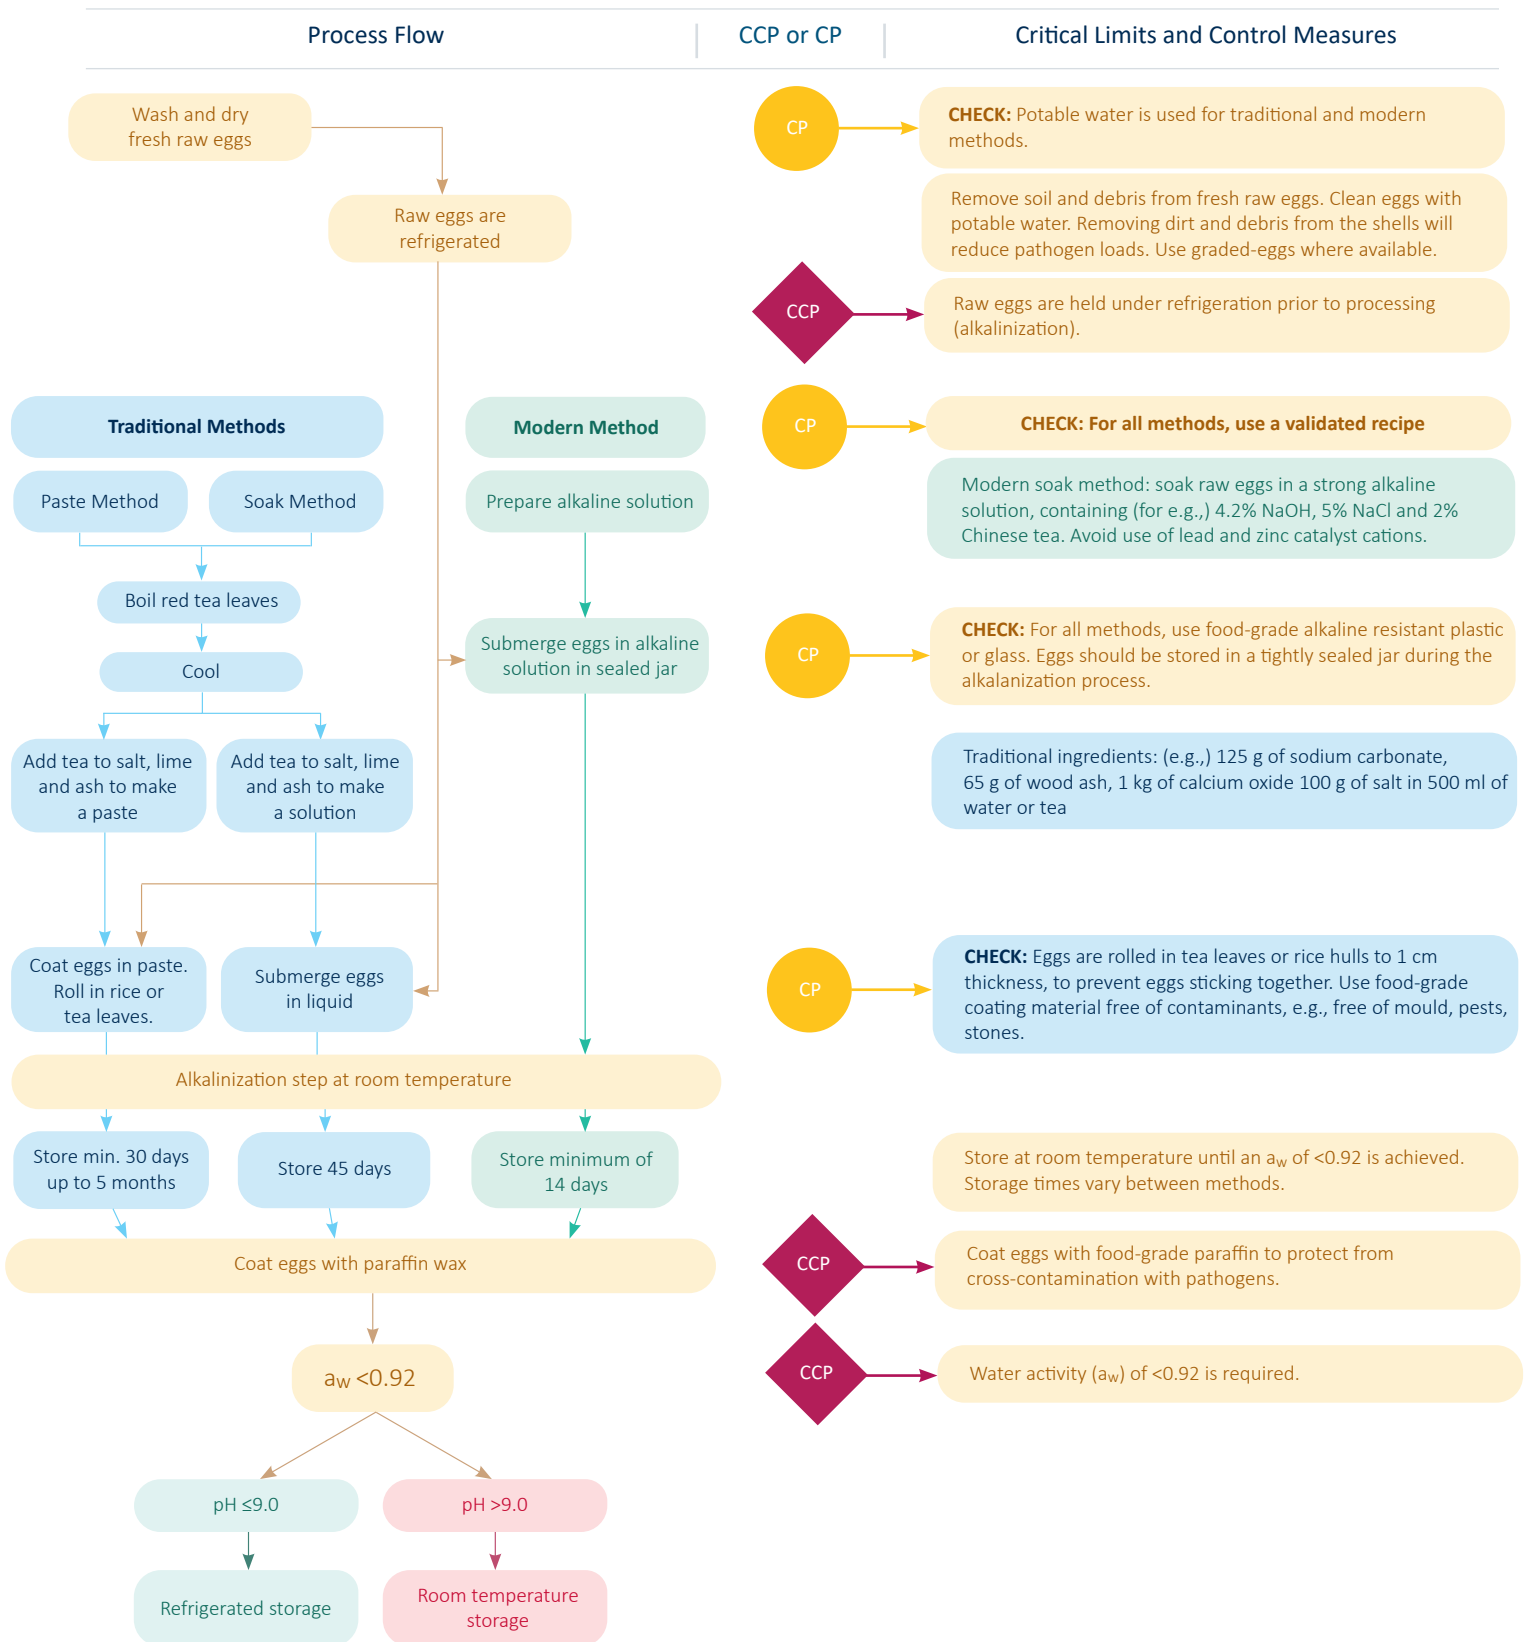 Process Flow
CCP or CP
Critical Limits and Control Measures
Wash and dry
fresh raw eggs
CP
CHECK: Potable water is used for traditional and modern
methods.
Raw eggs are
refrigerated
Remove soil and debris from fresh raw eggs. Clean eggs with
potable water. Removing dirt and debris from the shells will
reduce pathogen loads. Use graded-eggs where available.
CCP
Raw eggs are held under refrigeration prior to processing
(alkalinization).
Traditional Methods
Modern Method
CP
CHECK: For all methods, use a validated recipe
Paste Method
Soak Method
Prepare alkaline solution
Modern soak method: soak raw eggs in a strong alkaline
solution, containing (for e.g.,) 4.2% NaOH, 5% NaCl and 2%
Chinese tea. Avoid use of lead and zinc catalyst cations.
Boil red tea leaves
Cool
Submerge eggs in alkaline
solution in sealed jar
CP
CHECK: For all methods, use food-grade alkaline resistant plastic
or glass. Eggs should be stored in a tightly sealed jar during the
alkalanization process.
Add tea to salt, lime
and ash to make
a paste
Add tea to salt, lime
and ash to make
a solution
Traditional ingredients: (e.g.,) 125 g of sodium carbonate,
65 g of wood ash, 1 kg of calcium oxide 100 g of salt in 500 ml of
water or tea
Coat eggs in paste.
Roll in rice or
tea leaves.
Submerge eggs
in liquid
CP
CHECK: Eggs are rolled in tea leaves or rice hulls to 1 cm
thickness, to prevent eggs sticking together. Use food-grade
coating material free of contaminants, e.g., free of mould, pests,
stones.
Alkalinization step at room temperature
Store min. 30 days
up to 5 months
Store 45 days
Store minimum of
14 days
Store at room temperature until an aw of <0.92 is achieved.
Storage times vary between methods.
Coat eggs with paraffin wax
CCP
Coat eggs with food-grade paraffin to protect from
cross-contamination with pathogens.
aw <0.92
CCP
Water activity (aw) of <0.92 is required.
pH ≤9.0
pH >9.0
Refrigerated storage
Room temperature
storage